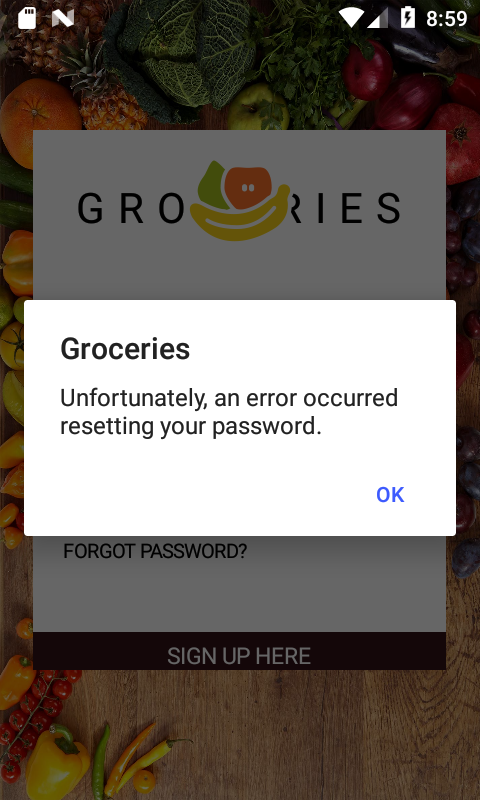 8:59
GRO RIES
Groceries
Unfortunately, an error occurred
resetting your password.
OK
FORGOT PASSWORD?
SIGN UP HERE